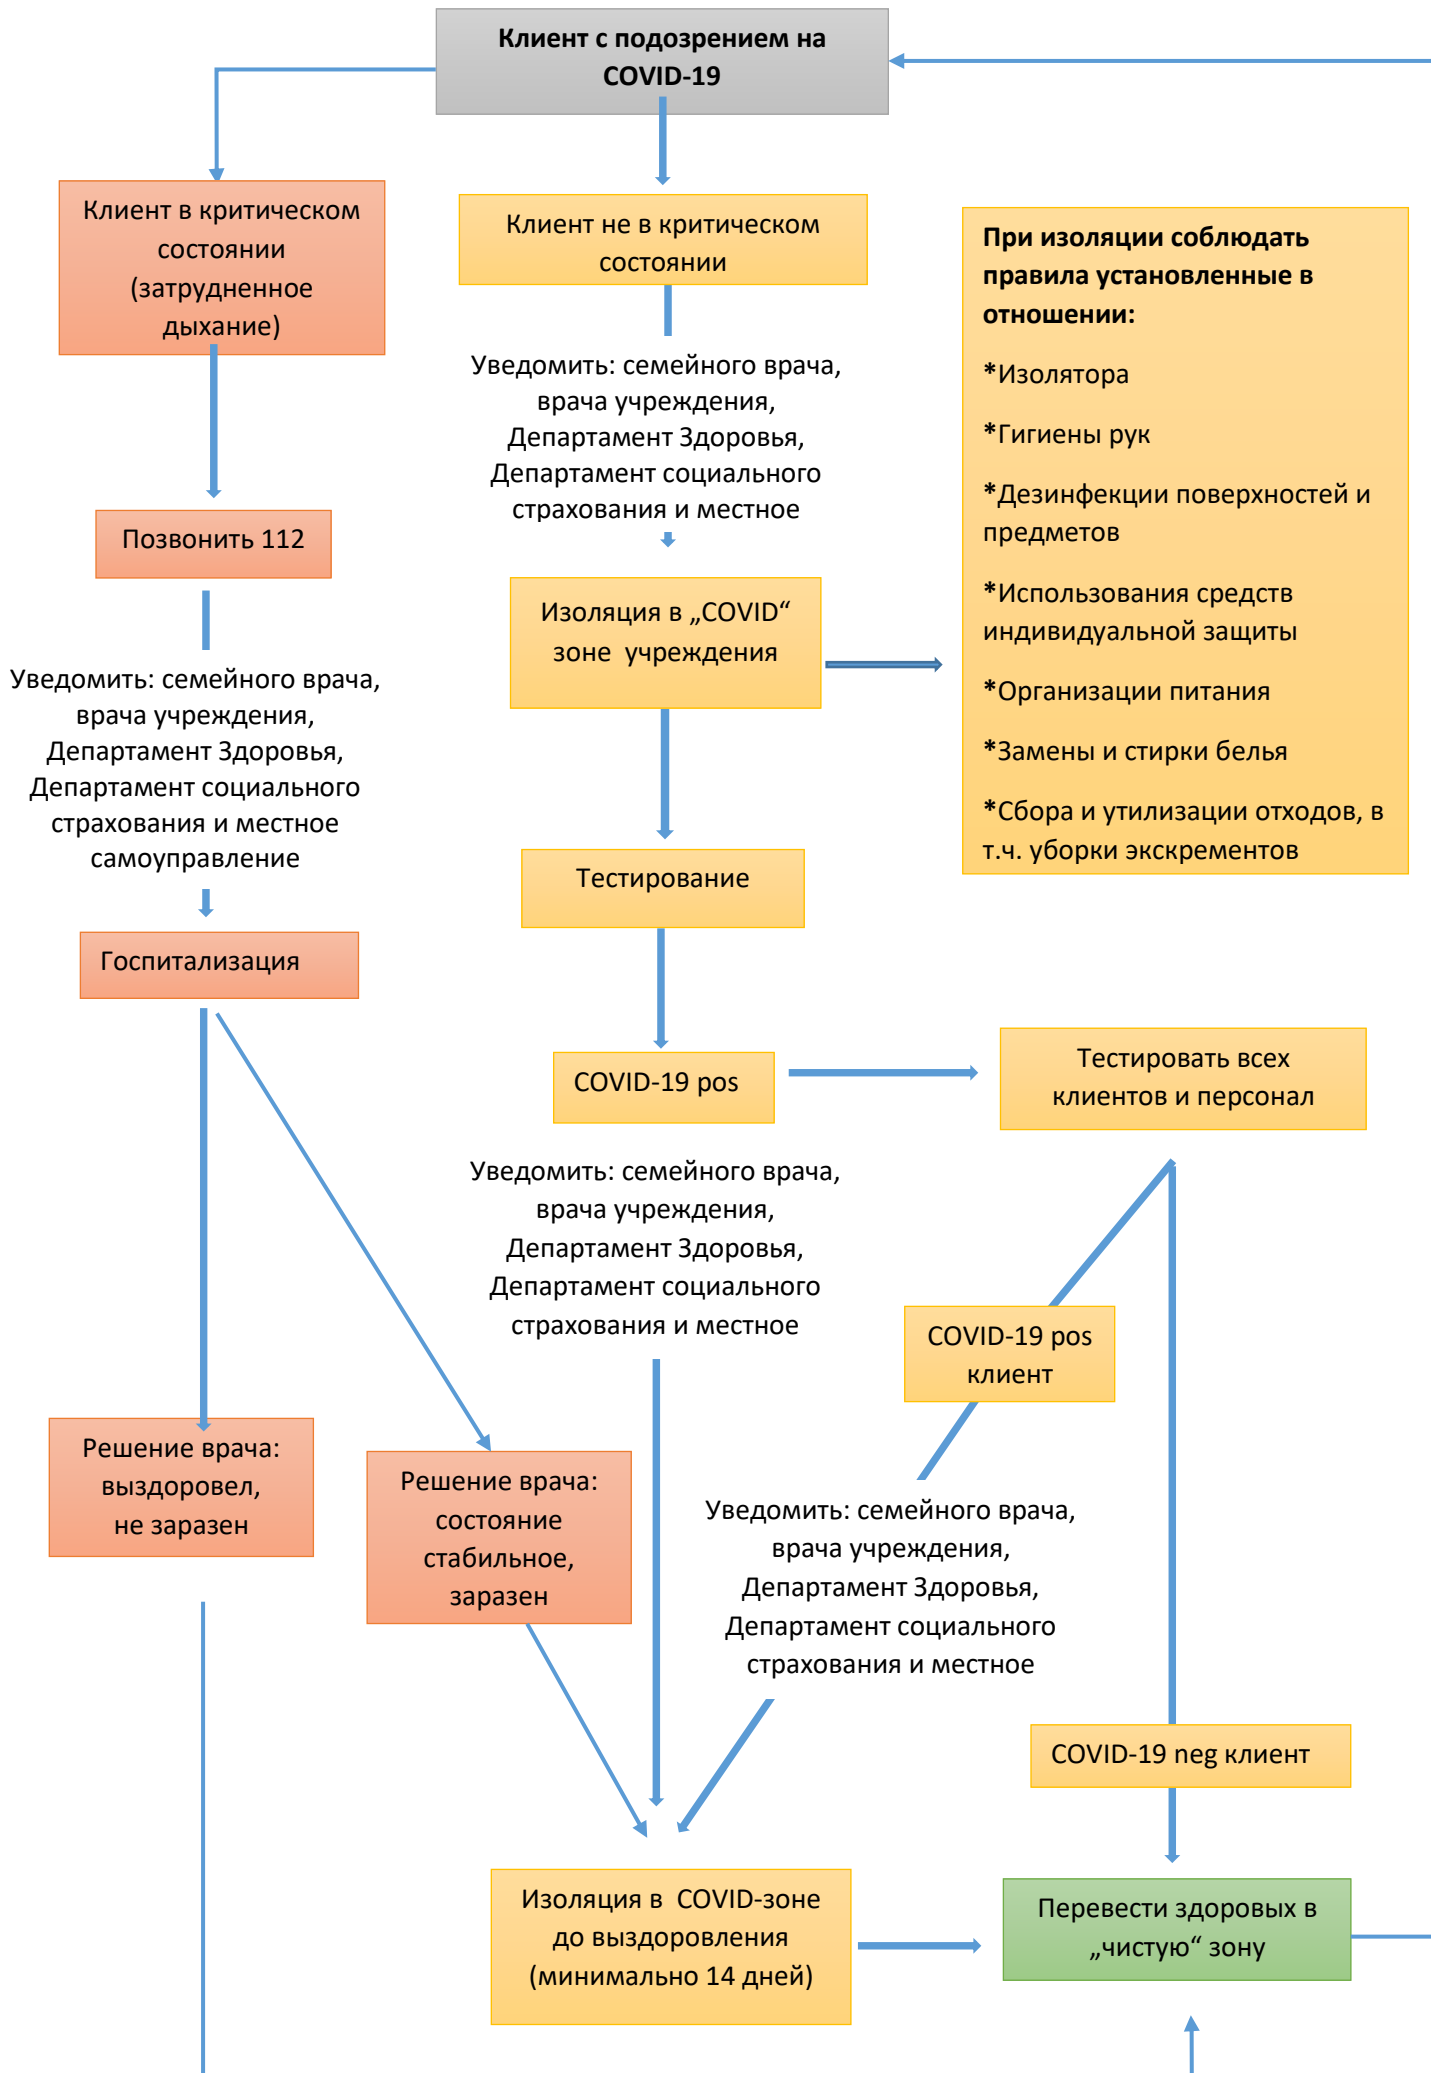 Клиент с подозрением на
COVID-19
Клиент в критическом
состоянии
(затрудненное
дыхание)
Клиент не в критическом
состоянии
При изоляции соблюдать
правила установленные в
отношении:
*Изолятора
*Гигиены рук
*Дезинфекции поверхностей и
предметов
*Использования средств
индивидуальной защиты
*Организации питания
*Замены и стирки белья
*Сбора и утилизации отходов, в
т.ч. уборки экскрементов
Уведомить: семейного врача,
врача учреждения,
Департамент Здоровья,
Департамент социального
страхования и местное
Позвонить 112
Изоляция в „COVID“
зоне учреждения
Уведомить: семейного врача,
врача учреждения,
Департамент Здоровья,
Департамент социального
страхования и местное
самоуправление
Тестирование
Госпитализация
COVID-19 pos
Тестировать всех
клиентов и персонал
Уведомить: семейного врача,
врача учреждения,
Департамент Здоровья,
Департамент социального
страхования и местное
COVID-19 pos
клиент
Решение врача:
выздоровел,
не заразен
Решение врача:
состояние
стабильное,
заразен
Уведомить: семейного врача,
врача учреждения,
Департамент Здоровья,
Департамент социального
страхования и местное
COVID-19 neg клиент
Изоляция в COVID-зоне
до выздоровления
(минимально 14 дней)
Перевести здоровых в
„чистую“ зону